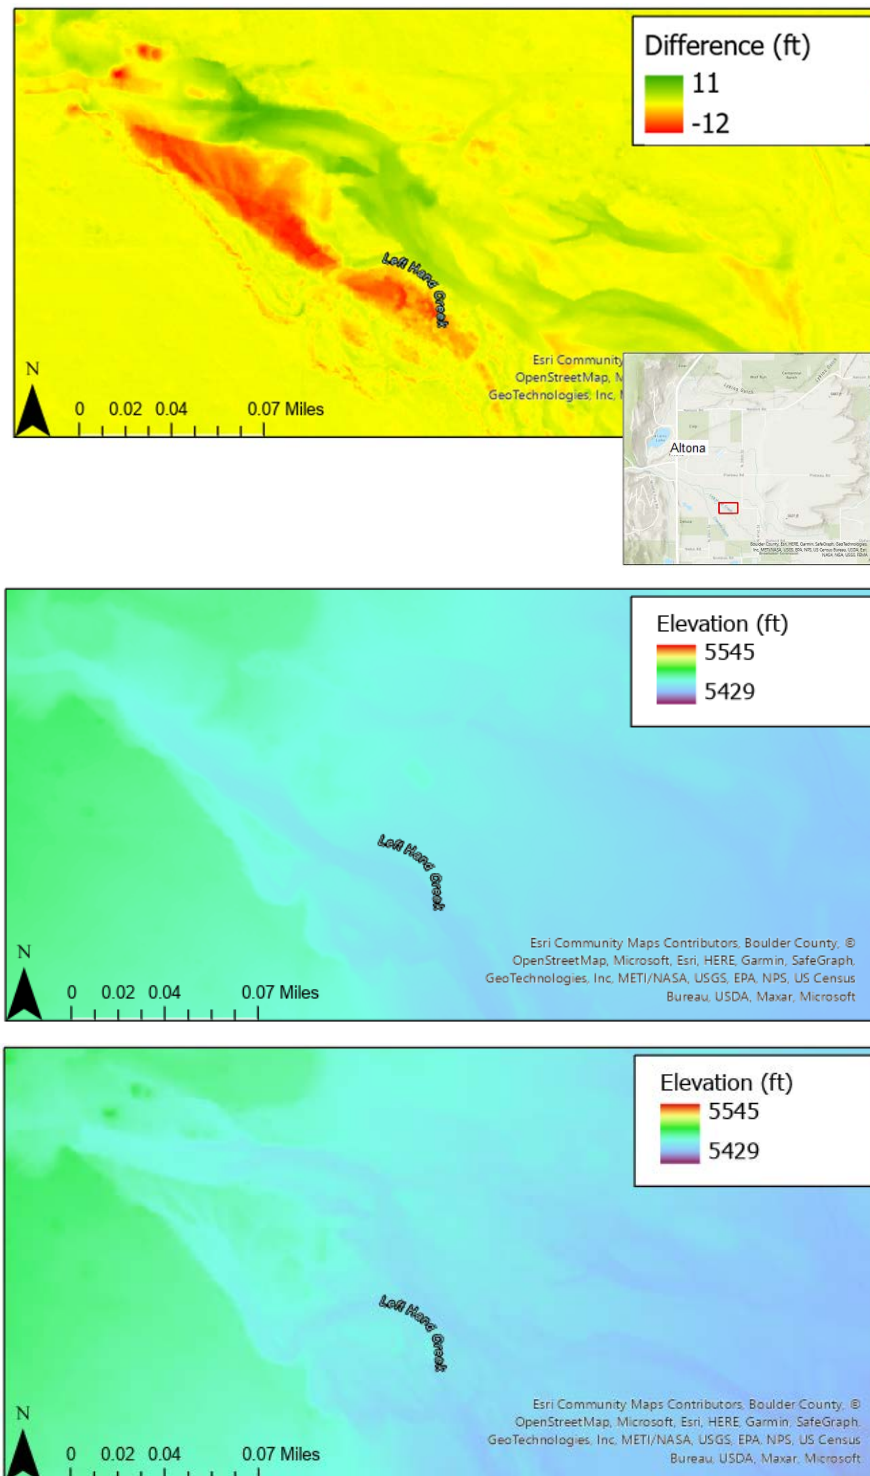 Difference (ft)
11
-12
Left Hand Creek
N
0 0.02 0.04 0.07 Miles
Esri Community
OpenStreetMap, M
GeoTechnologies, Inc,
Altona
Elevation (ft)
5545
5429
Left Hand Creek
N
0 0.02 0.04 0.07 Miles
Esri Community Maps Contributors, Boulder County, ©
OpenStreetMap, Microsoft, Esri, HERE, Garmin, SafeGraph,
GeoTechnologies, Inc, METI/NASA, USGS, EPA, NPS, US Census
Bureau, USDA, Maxar, Microsoft
Elevation (ft)
5545
5429
Left Hand Creek
N
0 0.02 0.04 0.07 Miles
Esri Community Maps Contributors, Boulder County, ©
OpenStreetMap, Microsoft, Esri, HERE, Garmin, SafeGraph,
GeoTechnologies, Inc, METI/NASA, USGS, EPA, NPS, US Census
Bureau, USDA, Maxar, Microsoft